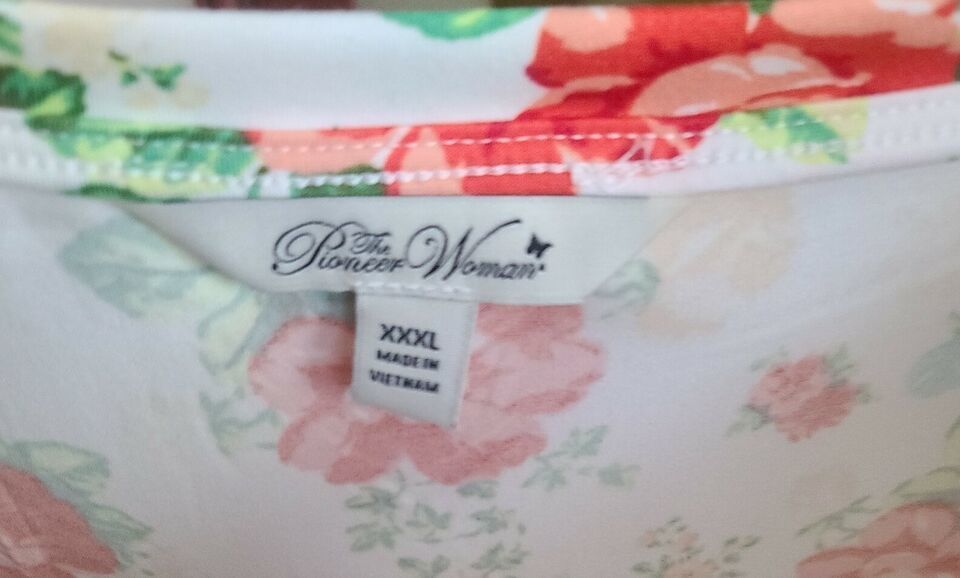 The
Pioneer Woman
XXXL
MADE IN
VIETNAM